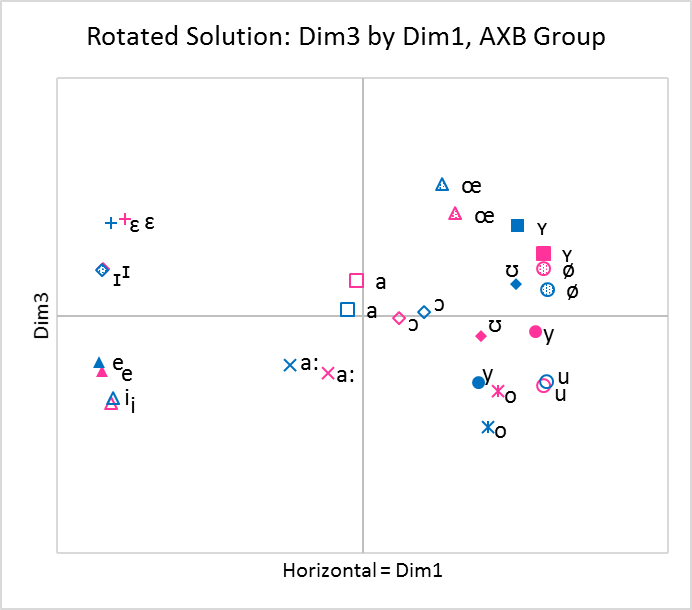 Rotated Solution: Dim3 by Dim1, AXB Group
œ
œ
ε ε
ʏ
ʏ
ɪ ɪ
ʊ
ø
a
ø
a
ɔ
ɔ
ʊ
y
e
e
a:
a:
y
u
u
i
i
o
o
Dim3
Horizontal = Dim1